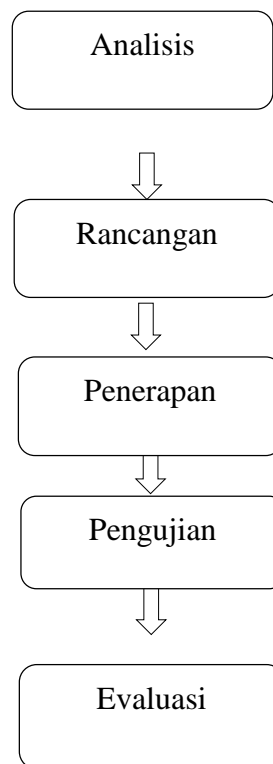 Analisis
Rancangan
Penerapan
Pengujian
Evaluasi